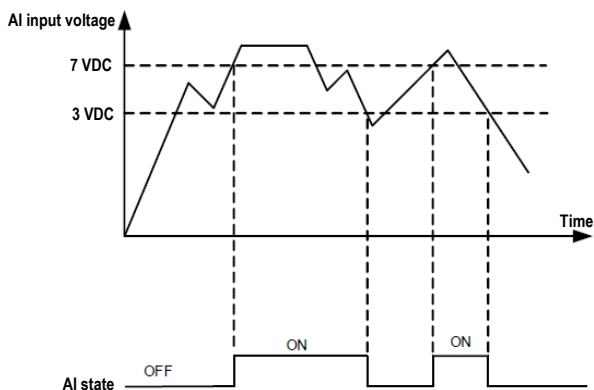 AI input voltage
7 VDC
3 VDC
Time
ON
ON
OFF
AI state